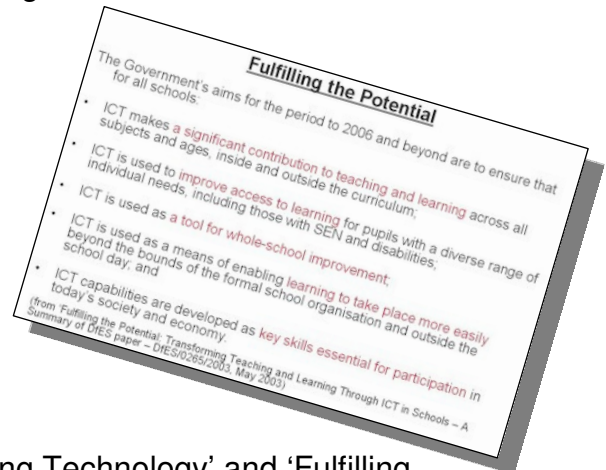 Fulfilling the Potential
The Government's aims for the period to 2006 and beyond are to ensure that
for all schools:
• ICT makes a significant contribution to teaching and learning across all
subjects and ages, inside and outside the curriculum;
• ICT is used to improve access to learning for pupils with a diverse range of
individual needs, including those with SEN and disabilities;
• ICT is used as a tool for whole-school improvement;
• ICT is used as a means of enabling learning to take place more easily
beyond the bounds of the formal school organisation and outside the
school day; and
• ICT capabilities are developed as key skills essential for participation in
today's society and economy.
(from 'Fulfilling the Potential: Transforming Teaching and Learning Through ICT in Schools – A
Summary of DfES paper – DfES/0265/2003, May 2003)
ng Technology' and 'Fulfilling